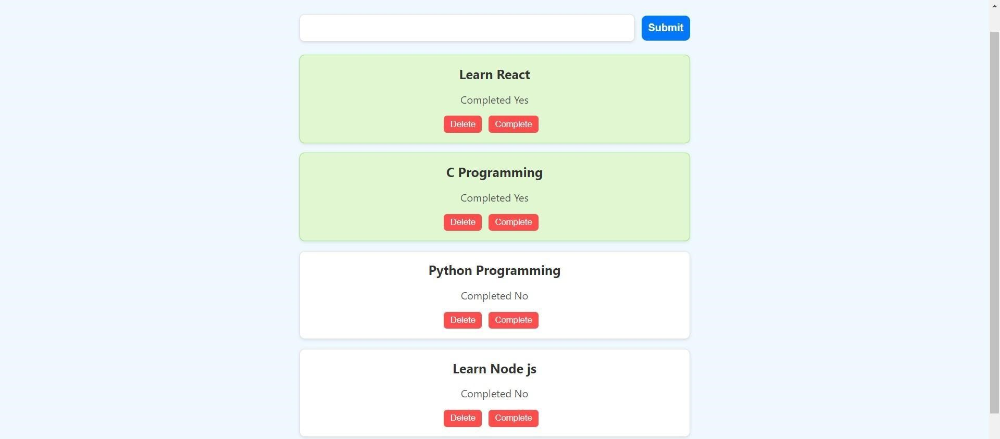 Submit
Learn React
Completed Yes
Delete Complete
C Programming
Completed Yes
Delete Complete
Python Programming
Completed No
Delete Complete
Learn Node js
Completed No
Delete Complete